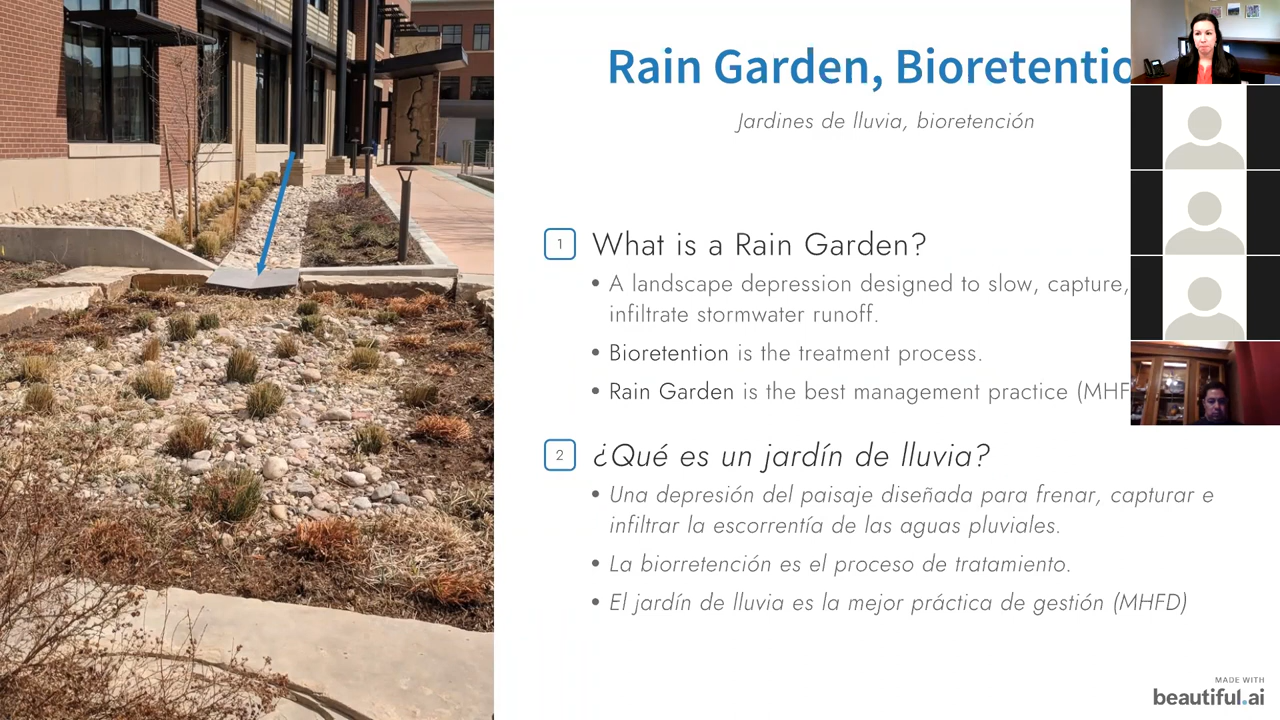 Rain Garden, Bioretentio
Jardines de lluvia, bioretención
1 What is a Rain Garden?
• A landscape depression designed to slow, capture,
infiltrate stormwater runoff.
• Bioretention is the treatment process.
• Rain Garden is the best management practice (MHF
2 ¿Qué es un jardín de lluvia?
• Una depresión del paisaje diseñada para frenar, capturar e
infiltrar la escorrentía de las aguas pluviales.
• La biorretención es el proceso de tratamiento.
• El jardín de lluvia es la mejor práctica de gestión (MHFD)
MADE WITH
beautiful.ai